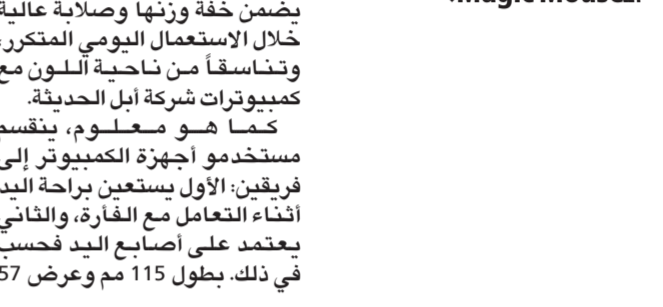 Magic Mouse2.
يضمن خفة وزنها وصلابة عالية
خلال الاستعمال اليومي المتكرر،
وتناسقاً من ناحية اللون مع
كمبيوترات شركة أبل الحديثة.
كما هو معلوم، ينقسم
مستخدمو أجهزة الكمبيوتر إلى
فريقين: الأول يستعين براحة اليد
أثناء التعامل مع الفأرة، والثاني
يعتمد على أصابع اليد فحسب
في ذلك. بطول 115 مم وعرض 57